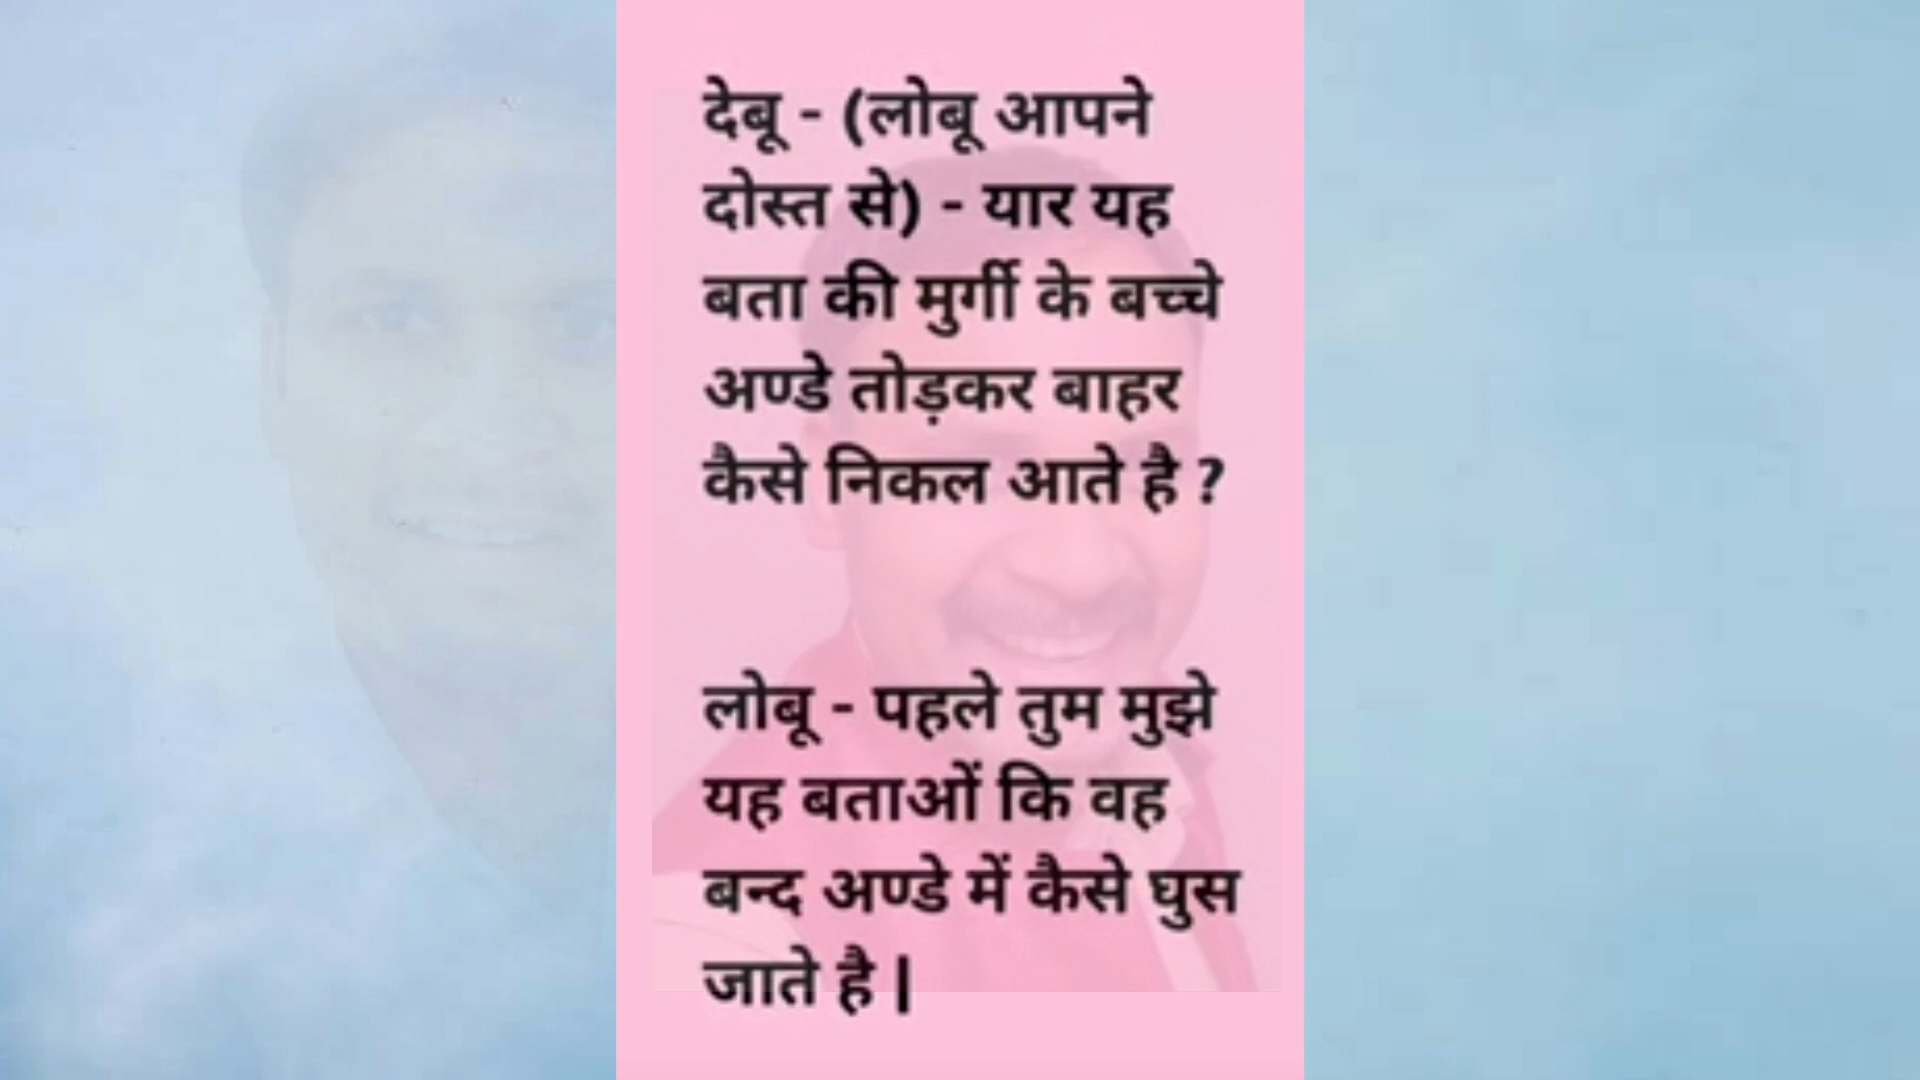 देबू - (लोबू आपने
दोस्त से) - यार यह
बता की मुर्गी के बच्चे
अण्डे तोड़कर बाहर
कैसे निकल आते है ?
लोबू - पहले तुम मुझे
यह बताओं कि वह
बन्द अण्डे में कैसे घुस
जाते है |